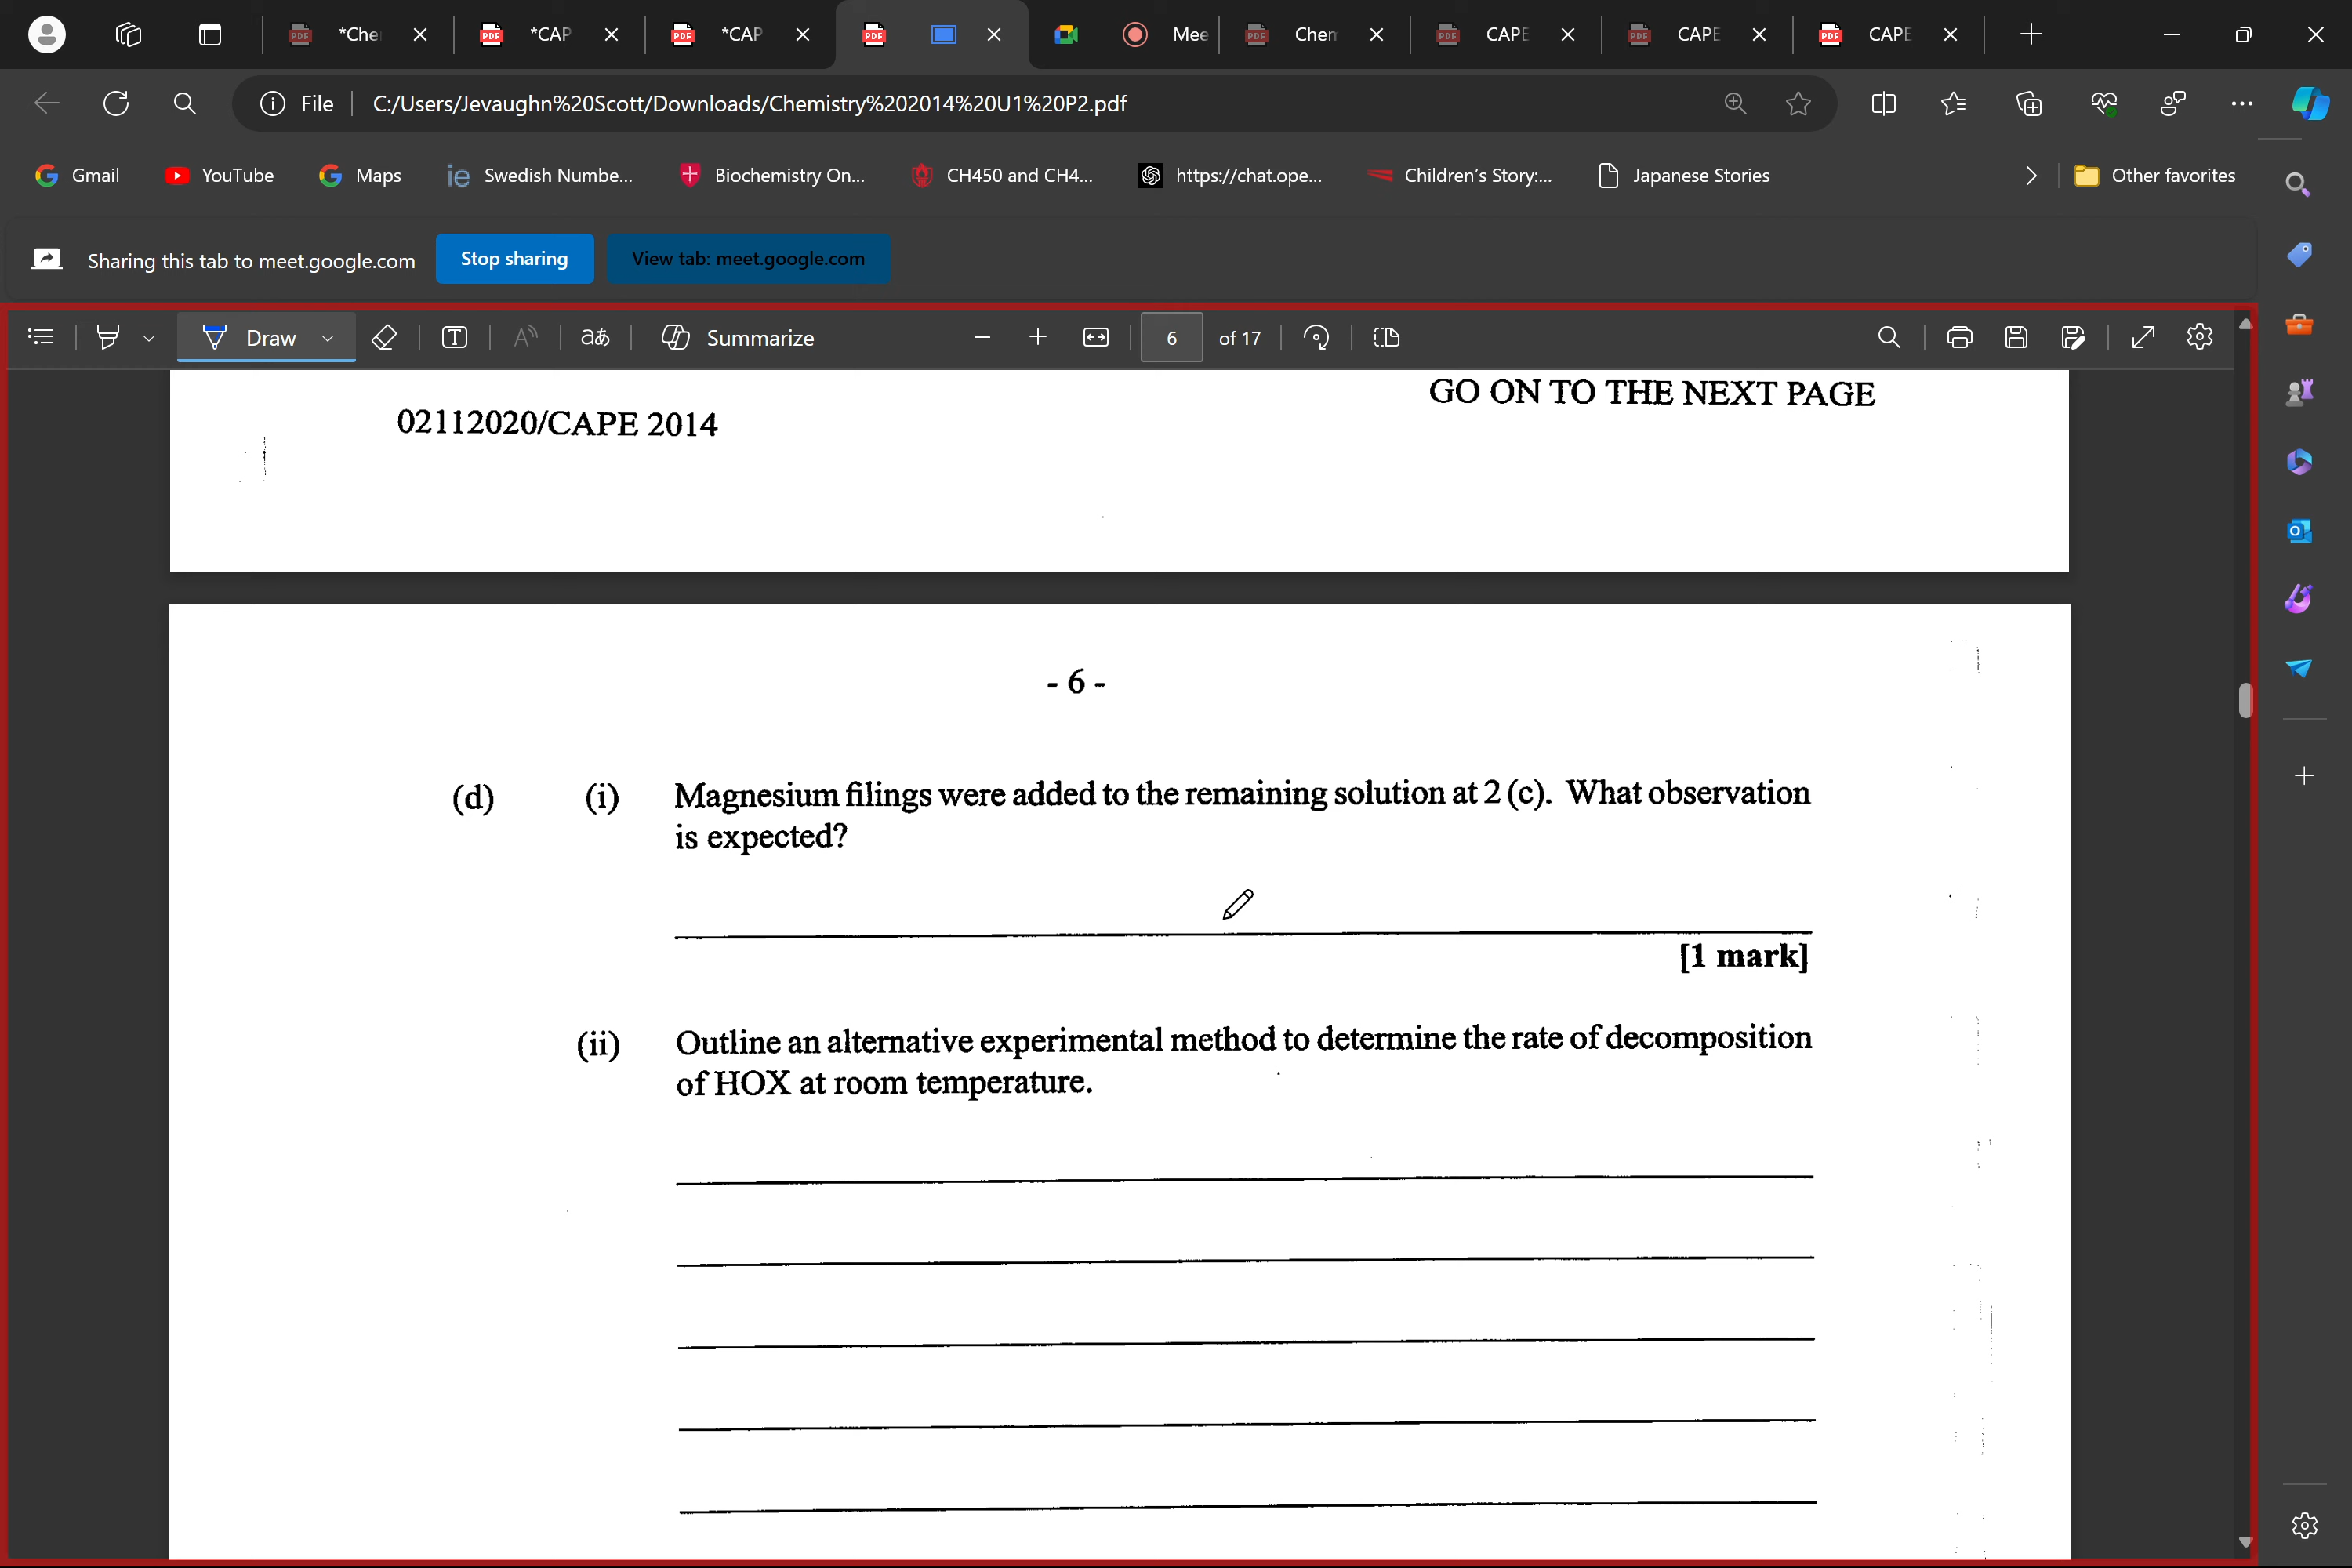 *Che
*CAP
*CAP
Mee
Chem
CAPE
CAPE
CAPE
File
C:/Users/Jevaughn%20Scott/Downloads/Chemistry%202014%20U1%20P2.pdf
Gmail
YouTube
Maps
Swedish Numbe...
Biochemistry On...
CH450 and CH4...
https://chat.ope...
Children's Story:...
Japanese Stories
Other favorites
Sharing this tab to meet.google.com
Stop sharing
View tab: meet.google.com
Draw
Summarize
6
of 17
GO ON TO THE NEXT PAGE
02112020/CAPE 2014
- 6 -
(d) (i) Magnesium filings were added to the remaining solution at 2 (c). What observation
is expected?
[1 mark]
(ii) Outline an alternative experimental method to determine the rate of decomposition
of HOX at room temperature.